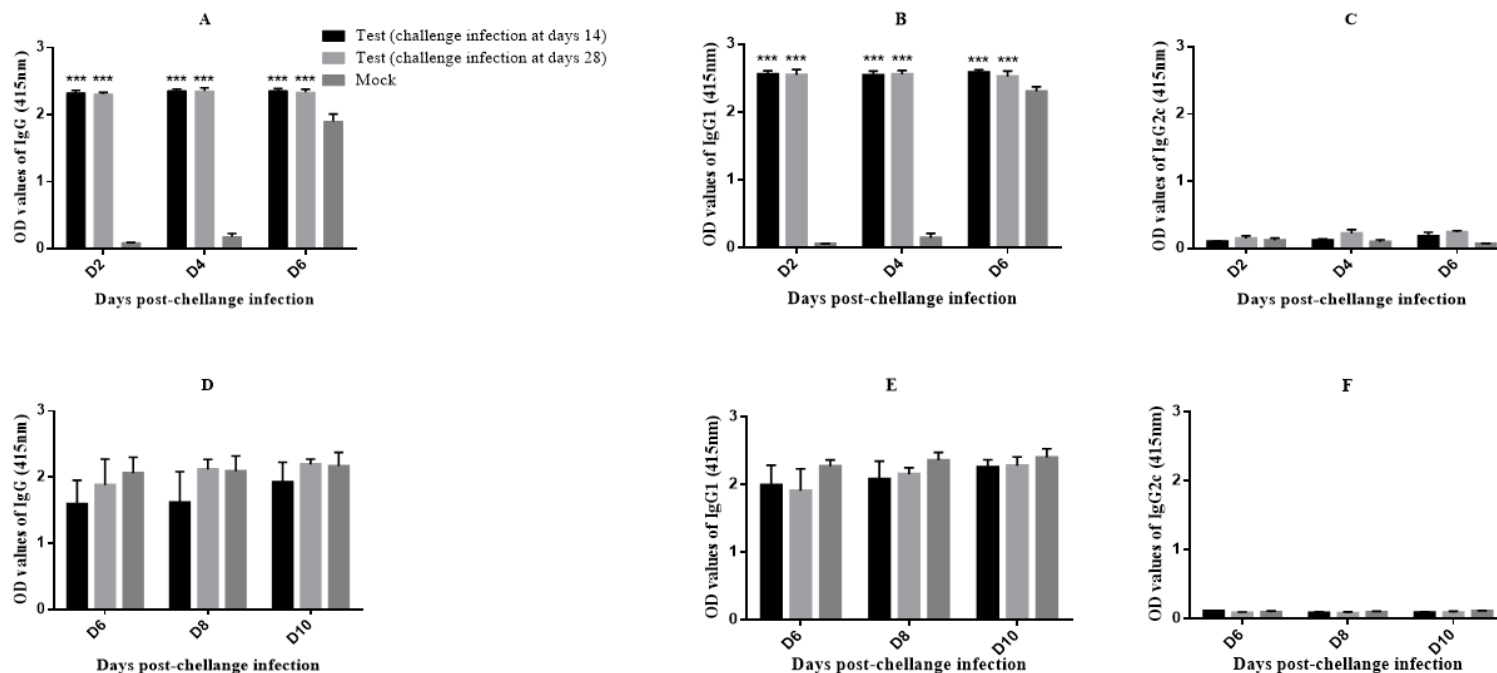 A
OD values of IgG (415nm)
3
2
1
0
*** *** *** *** *** ***
D2 D4 D6
Days post-chellange infection
Test (challenge infection at days 14)
Test (challenge infection at days 28)
Mock
B
OD values of IgG1 (415nm)
3
2
1
0
*** *** *** *** *** ***
D2 D4 D6
Days post-chellange infection
C
OD values of IgG2c (415nm)
3
2
1
0
D2 D4 D6
Days post-chellange infection
D
OD values of IgG (415nm)
3
2
1
0
D6 D8 D10
Days post-chellange infection
E
OD values of IgG1 (415nm)
3
2
1
0
D6 D8 D10
Days post-chellange infection
F
OD values of IgG2c (415nm)
3
2
1
0
D6 D8 D10
Days post-chellange infection